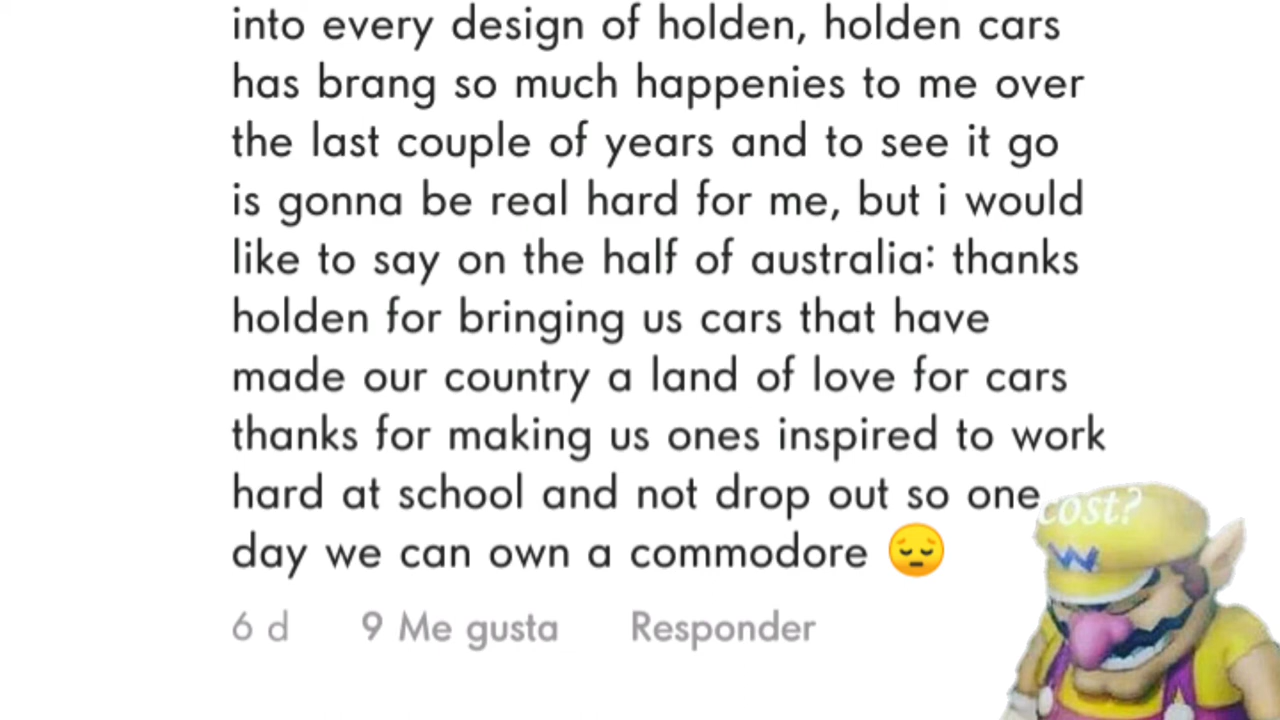 into every design of holden, holden cars
has brang so much happenies to me over
the last couple of years and to see it go
is gonna be real hard for me, but i would
like to say on the half of australia: thanks
holden for bringing us cars that have
made our country a land of love for cars
thanks for making us ones inspired to work
hard at school and not drop out so one
day we can own a commodore 😔
cost?
W
6 d 9 Me gusta Responder